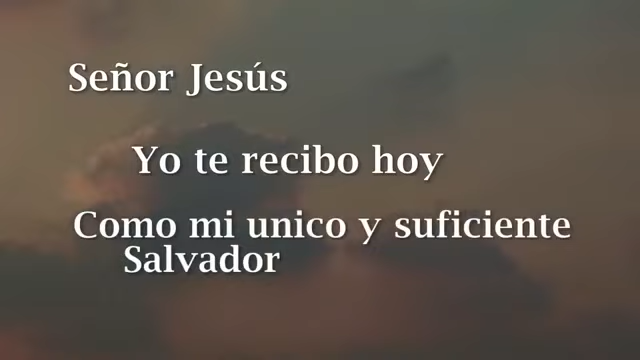 Señor Jesús
Yo te recibo hoy
Como mi unico y suficiente
Salvador